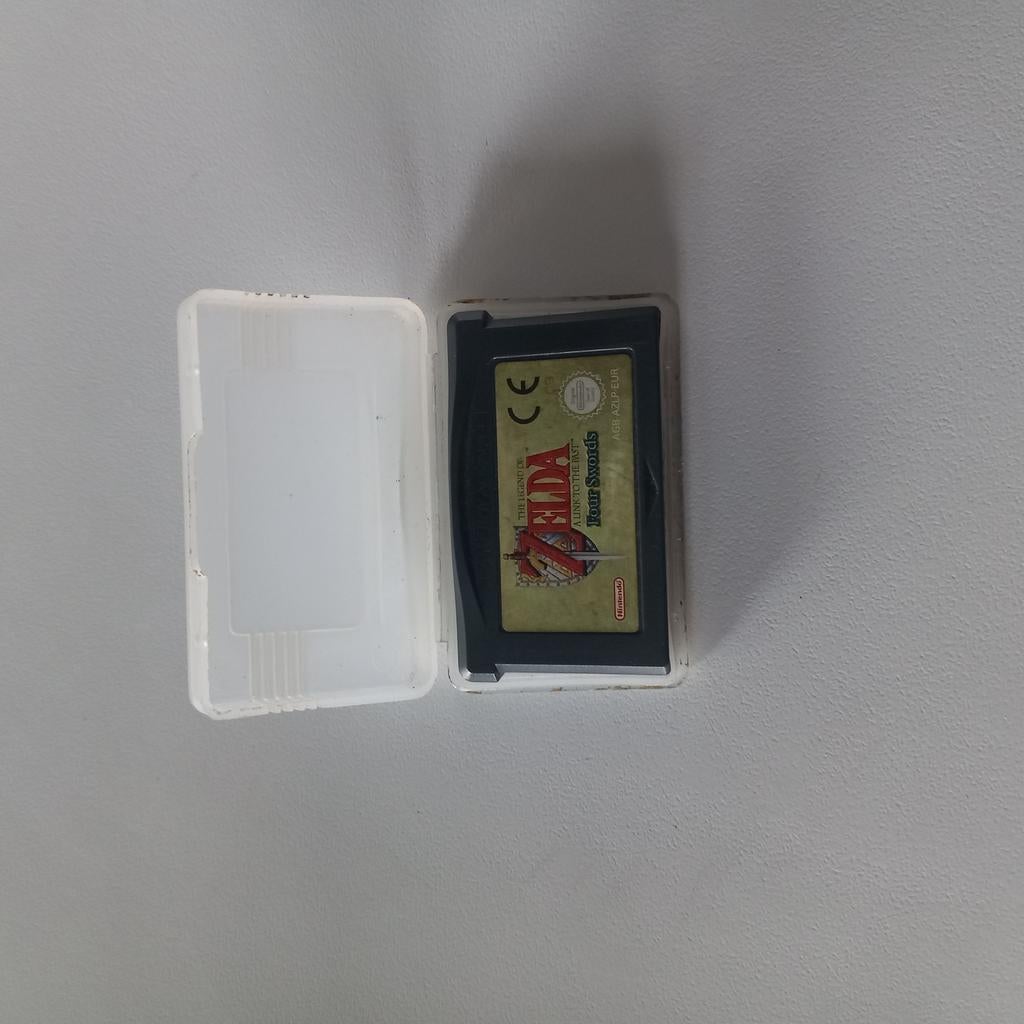 THE LEGEND OF
ZELDA
A LINK TO THE PAST
Four Swords
Nintendo
AGB AZLP EUR
CE